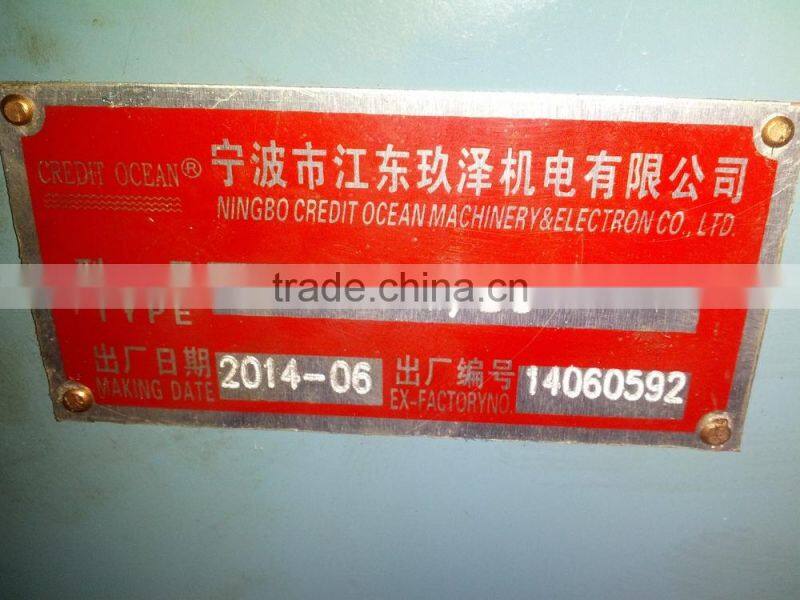 CREDIT OCEAN® 宁波市江东玖泽机电有限公司
NINGBO CREDIT OCEAN MACHINERY&ELECTRON CO., LTD.
型号
TYPE
trade.china.cn
出厂日期 2014-06 出厂编号 14060592
MAKING DATE EX-FACTORYNO.